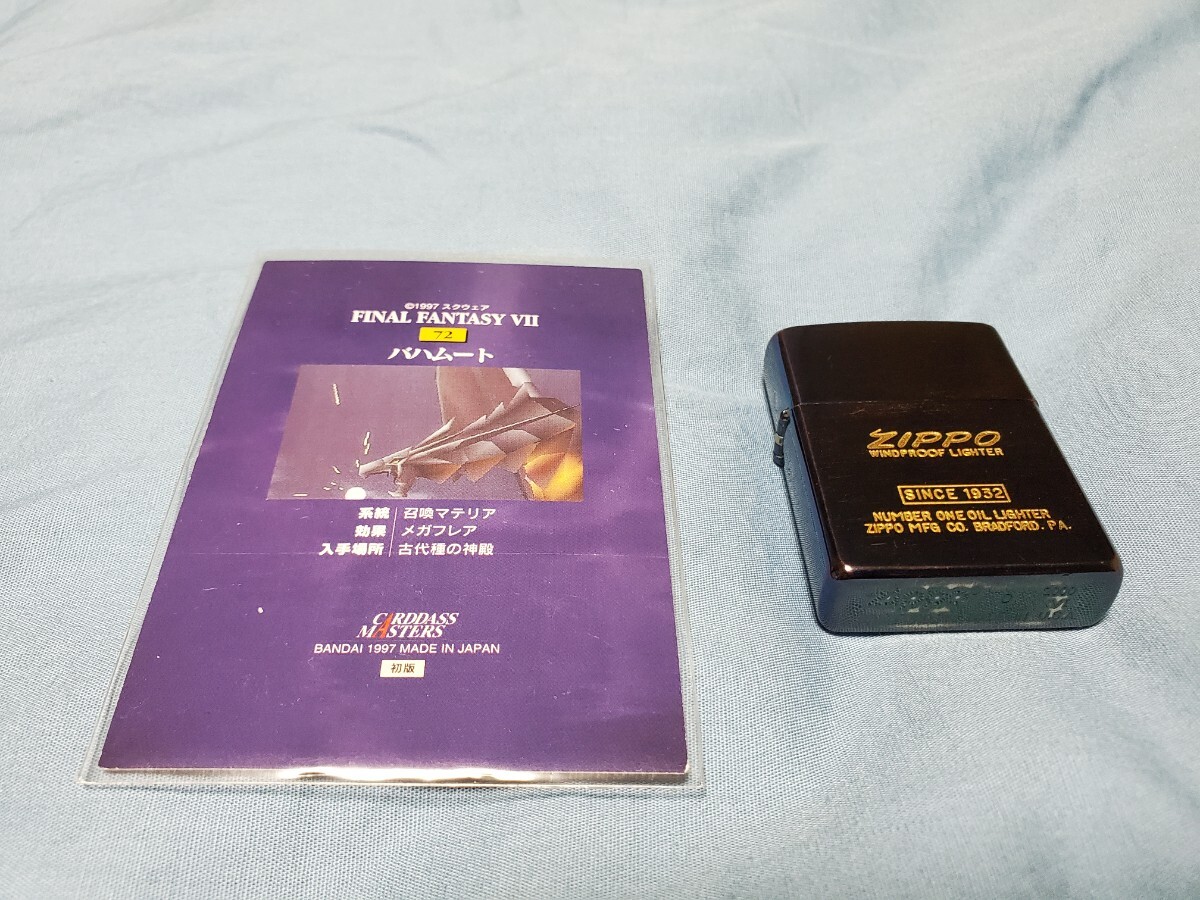 ©1997 スクウェア
FINAL FANTASY VII
72
バハムート
系統 召喚マテリア
効果 メガフレア
入手場所 古代種の神殿
CARDDASS
MASTERS
BANDAI 1997 MADE IN JAPAN
初版
ZIPPO
WINDPROOF LIGHTER
SINCE 1932
NUMBER ONE OIL LIGHTER
ZIPPO MFG CO. BRADFORD. PA.